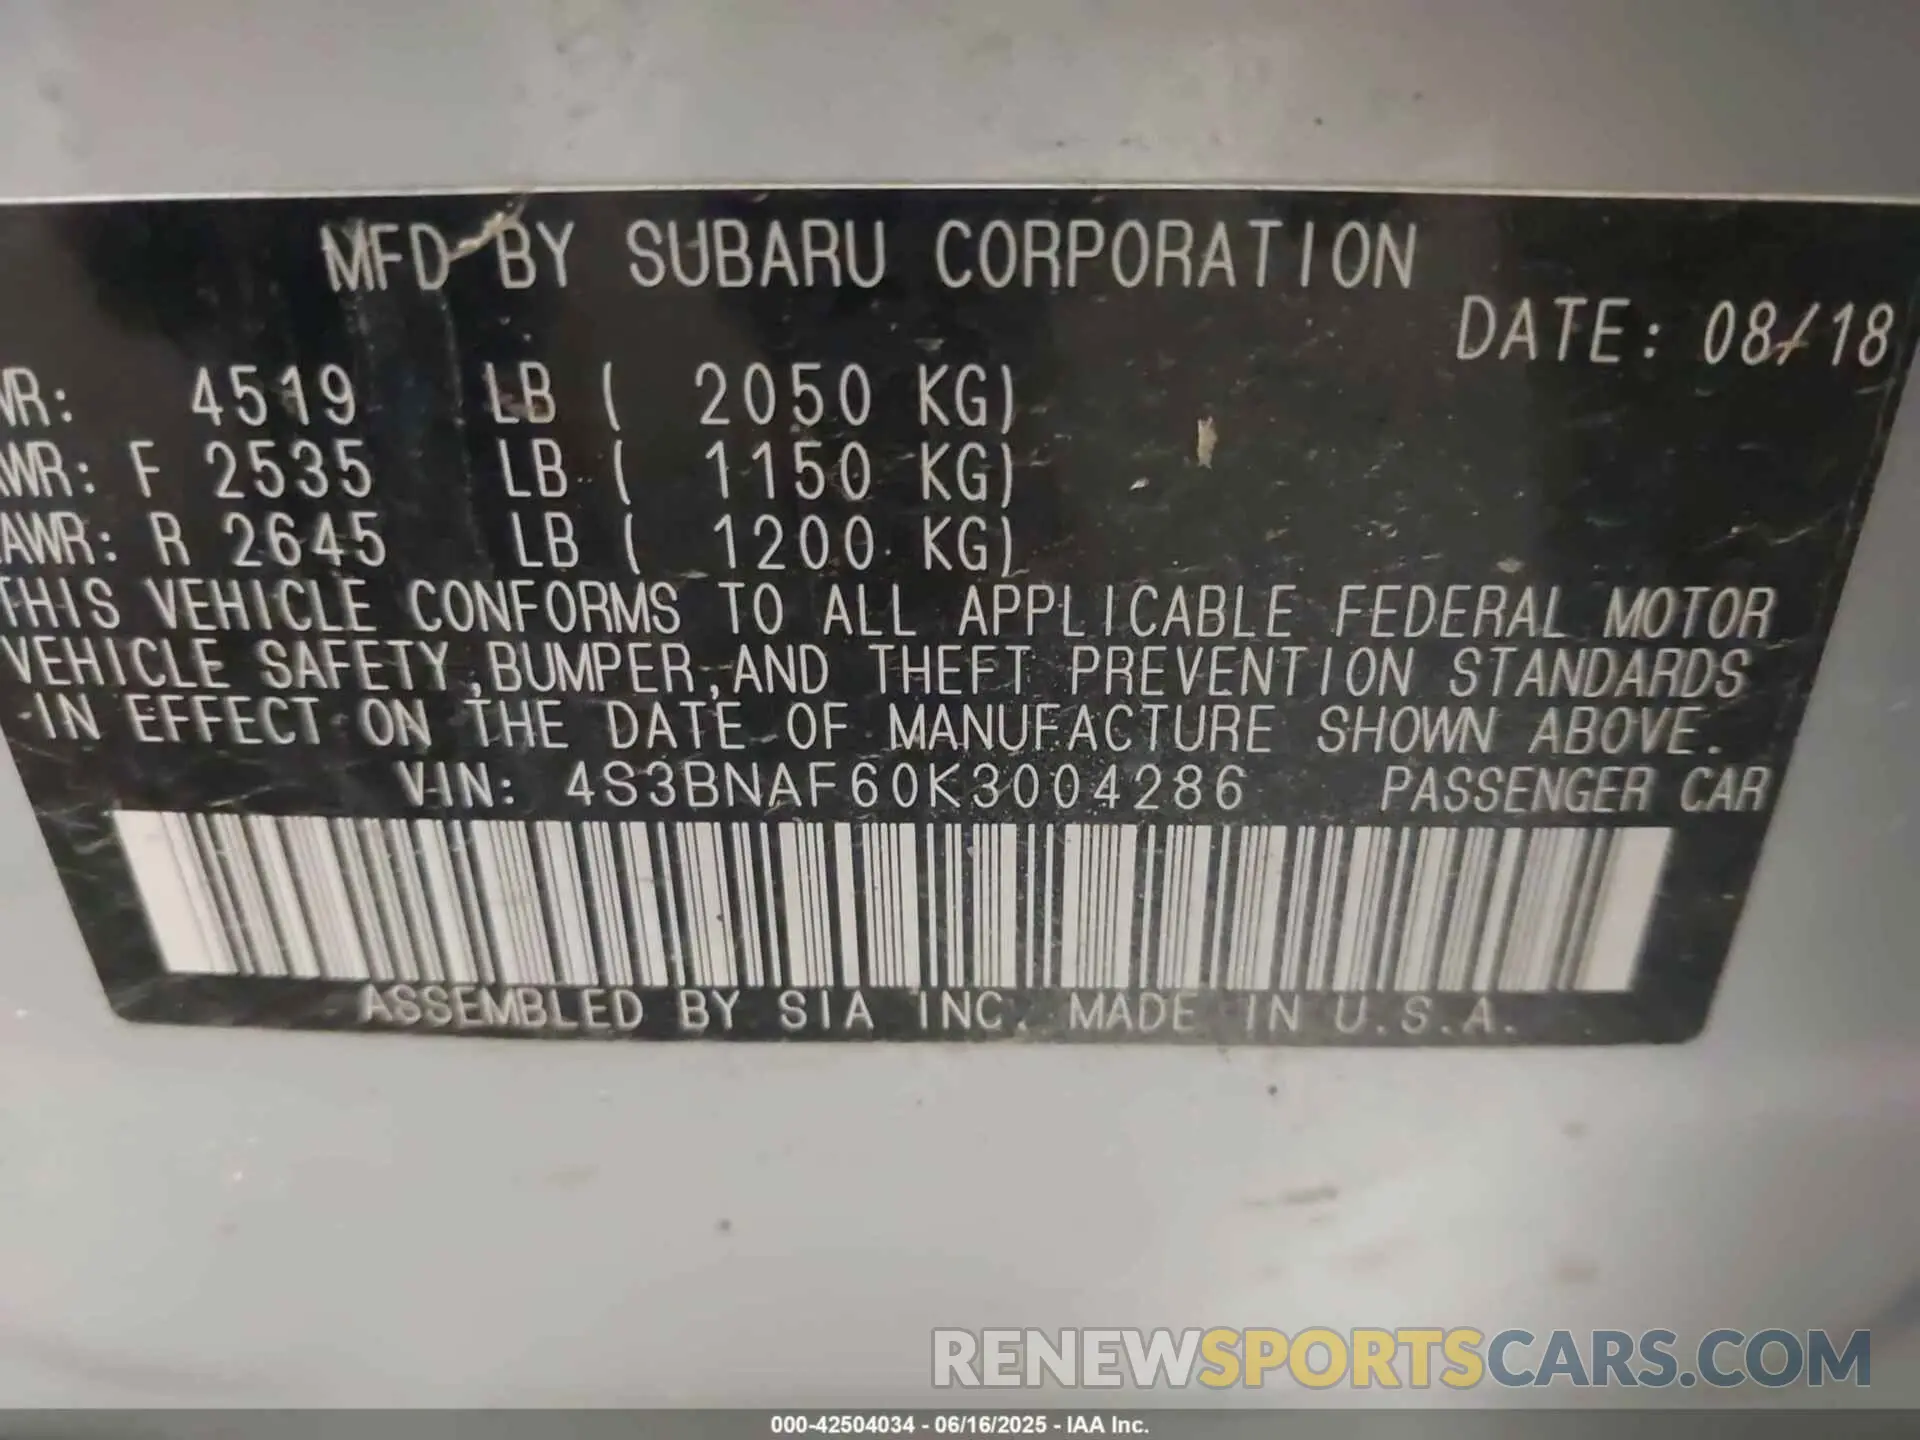 MFD BY SUBARU CORPORATION
DATE: 08/18
WR: 4519 LB ( 2050 KG)
AWR: F 2535 LB ( 1150 KG)
AWR: R 2645 LB ( 1200 KG)
THIS VEHICLE CONFORMS TO ALL APPLICABLE FEDERAL MOTOR
VEHICLE SAFETY,BUMPER,AND THEFT PREVENTION STANDARDS
IN EFFECT ON THE DATE OF MANUFACTURE SHOWN ABOVE.
VIN: 4S3BNAF60K3004286 PASSENGER CAR
ASSEMBLED BY SIA INC. MADE IN U.S.A.
RENEWSPORTSCARS.COM
000-42504034 - 06/16/2025 - IAA Inc.